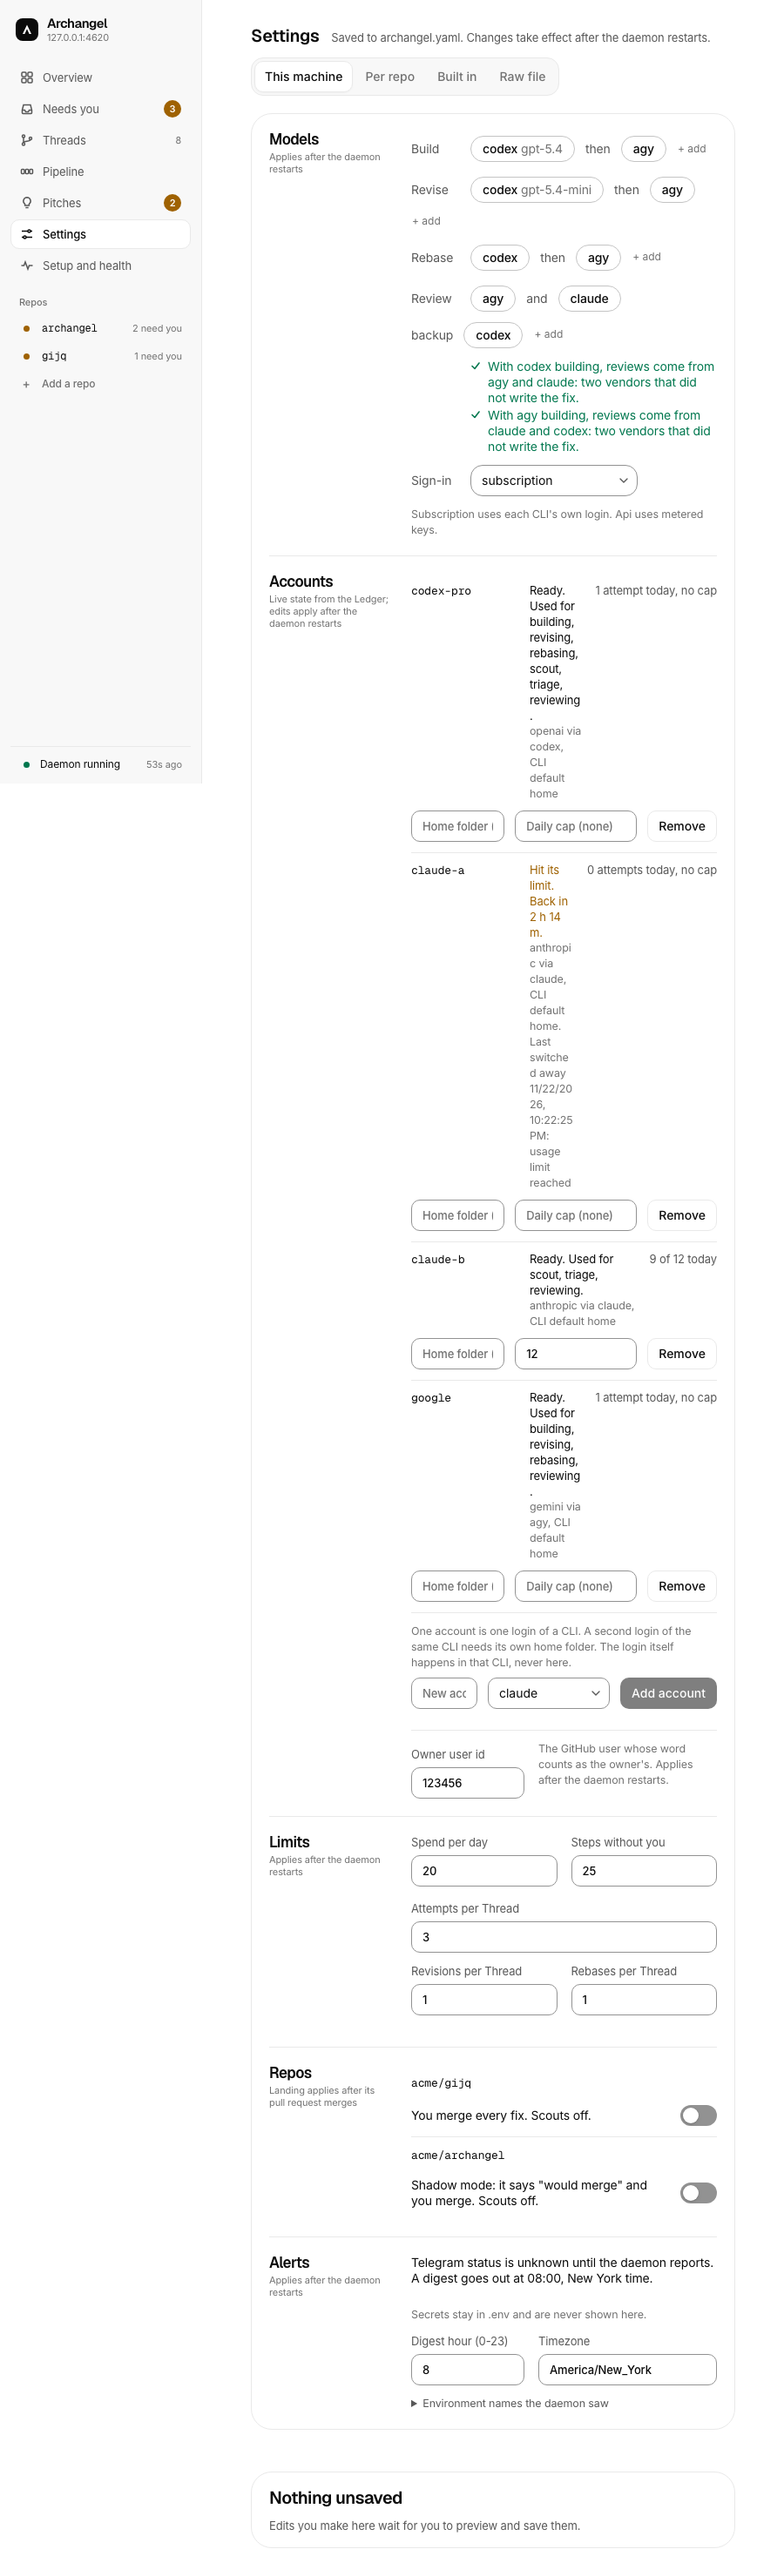 Archangel
127.0.0.1:4620
Overview
Needs you 3
Threads 8
Pipeline
Pitches 2
Settings
Setup and health
Repos
archangel 2 need you
gijq 1 need you
+ Add a repo
Daemon running 53s ago
Settings Saved to archangel.yaml. Changes take effect after the daemon restarts.
This machine Per repo Built in Raw file
Models
Applies after the daemon
restarts
Build codex gpt-5.4 then agy + add
Revise codex gpt-5.4-mini then agy
+ add
Rebase codex then agy + add
Review agy and claude
backup codex + add
With codex building, reviews come from
agy and claude: two vendors that did
not write the fix.
With agy building, reviews come from
claude and codex: two vendors that did
not write the fix.
Sign-in subscription
Subscription uses each CLI's own login. Api uses metered
keys.
Accounts
Live state from the Ledger;
edits apply after the
daemon restarts
codex-pro
Ready.
Used for
building,
revising,
rebasing,
scout,
triage,
reviewing
.
openai via
codex,
CLI
default
home
1 attempt today, no cap
Home folder ( Daily cap (none) Remove
claude-a
Hit its
limit.
Back in
2 h 14
m.
anthropi
c via
claude,
CLI
default
home.
Last
switche
d away
11/22/20
26,
10:22:25
PM:
usage
limit
reached
0 attempts today, no cap
Home folder ( Daily cap (none) Remove
claude-b
Ready. Used for
scout, triage,
reviewing.
anthropic via claude,
CLI default home
9 of 12 today
Home folder ( 12 Remove
google
Ready.
Used for
building,
revising,
rebasing,
reviewing
.
gemini via
agy, CLI
default
home
1 attempt today, no cap
Home folder ( Daily cap (none) Remove
One account is one login of a CLI. A second login of the
same CLI needs its own home folder. The login itself
happens in that CLI, never here.
New acc claude Add account
Owner user id
123456
The GitHub user whose word
counts as the owner's. Applies
after the daemon restarts.
Limits
Applies after the daemon
restarts
Spend per day Steps without you
20 25
Attempts per Thread
3
Revisions per Thread Rebases per Thread
1 1
Repos
Landing applies after its
pull request merges
acme/gijq
You merge every fix. Scouts off.
acme/archangel
Shadow mode: it says "would merge" and
you merge. Scouts off.
Alerts
Applies after the daemon
restarts
Telegram status is unknown until the daemon reports.
A digest goes out at 08:00, New York time.
Secrets stay in .env and are never shown here.
Digest hour (0-23) Timezone
8 America/New_York
Environment names the daemon saw
Nothing unsaved
Edits you make here wait for you to preview and save them.